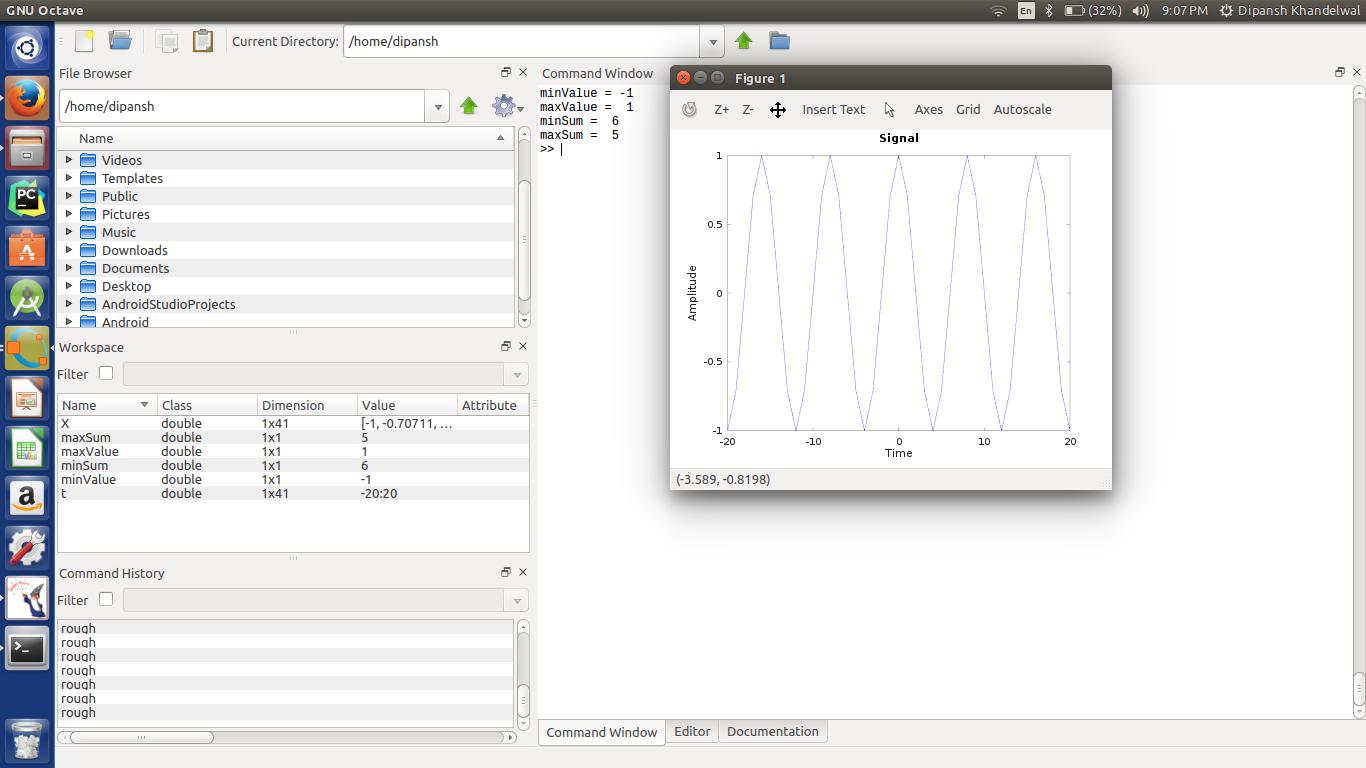 GNU Octave
En
(32%)
9:07 PM
Dipansh Khandelwal
Current Directory:
/home/dipansh
File Browser
/home/dipansh
Name
Videos
Templates
Public
Pictures
Music
Downloads
Documents
Desktop
AndroidStudioProjects
Android
Workspace
Filter
Name Class Dimension Value Attribute
X double 1x41 [-1, -0.70711, ...
maxSum double 1x1 5
maxValue double 1x1 1
minSum double 1x1 6
minValue double 1x1 -1
t double 1x41 -20:20
Command History
Filter
rough
rough
rough
rough
rough
rough
rough
Command Window
minValue = -1
maxValue = 1
minSum = 6
maxSum = 5
>>
Figure 1
Z+ Z- Insert Text Axes Grid Autoscale
Signal
1
0.5
0
-0.5
-1
Amplitude
-20 -10 0 10 20
Time
(-3.589, -0.8198)
Command Window Editor Documentation
PC
a
>_